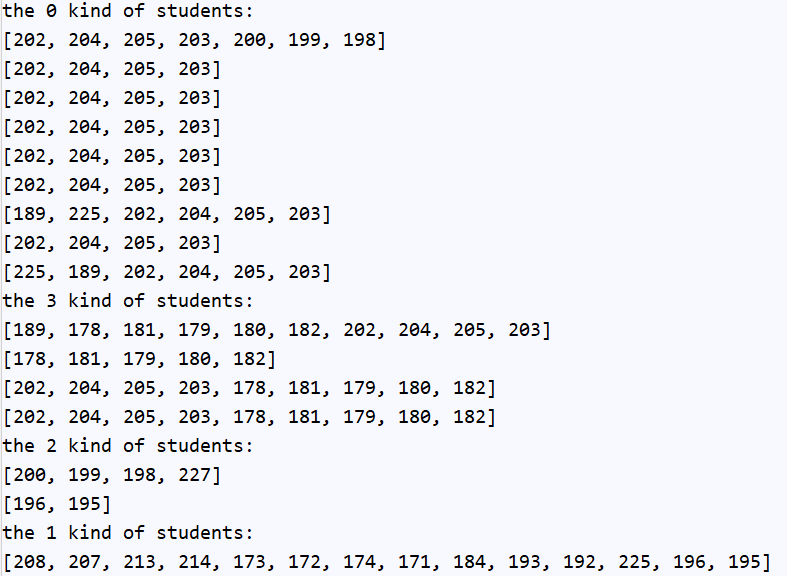 the 0 kind of students:
[202, 204, 205, 203, 200, 199, 198]
[202, 204, 205, 203]
[202, 204, 205, 203]
[202, 204, 205, 203]
[202, 204, 205, 203]
[202, 204, 205, 203]
[189, 225, 202, 204, 205, 203]
[202, 204, 205, 203]
[225, 189, 202, 204, 205, 203]
the 3 kind of students:
[189, 178, 181, 179, 180, 182, 202, 204, 205, 203]
[178, 181, 179, 180, 182]
[202, 204, 205, 203, 178, 181, 179, 180, 182]
[202, 204, 205, 203, 178, 181, 179, 180, 182]
the 2 kind of students:
[200, 199, 198, 227]
[196, 195]
the 1 kind of students:
[208, 207, 213, 214, 173, 172, 174, 171, 184, 193, 192, 225, 196, 195]